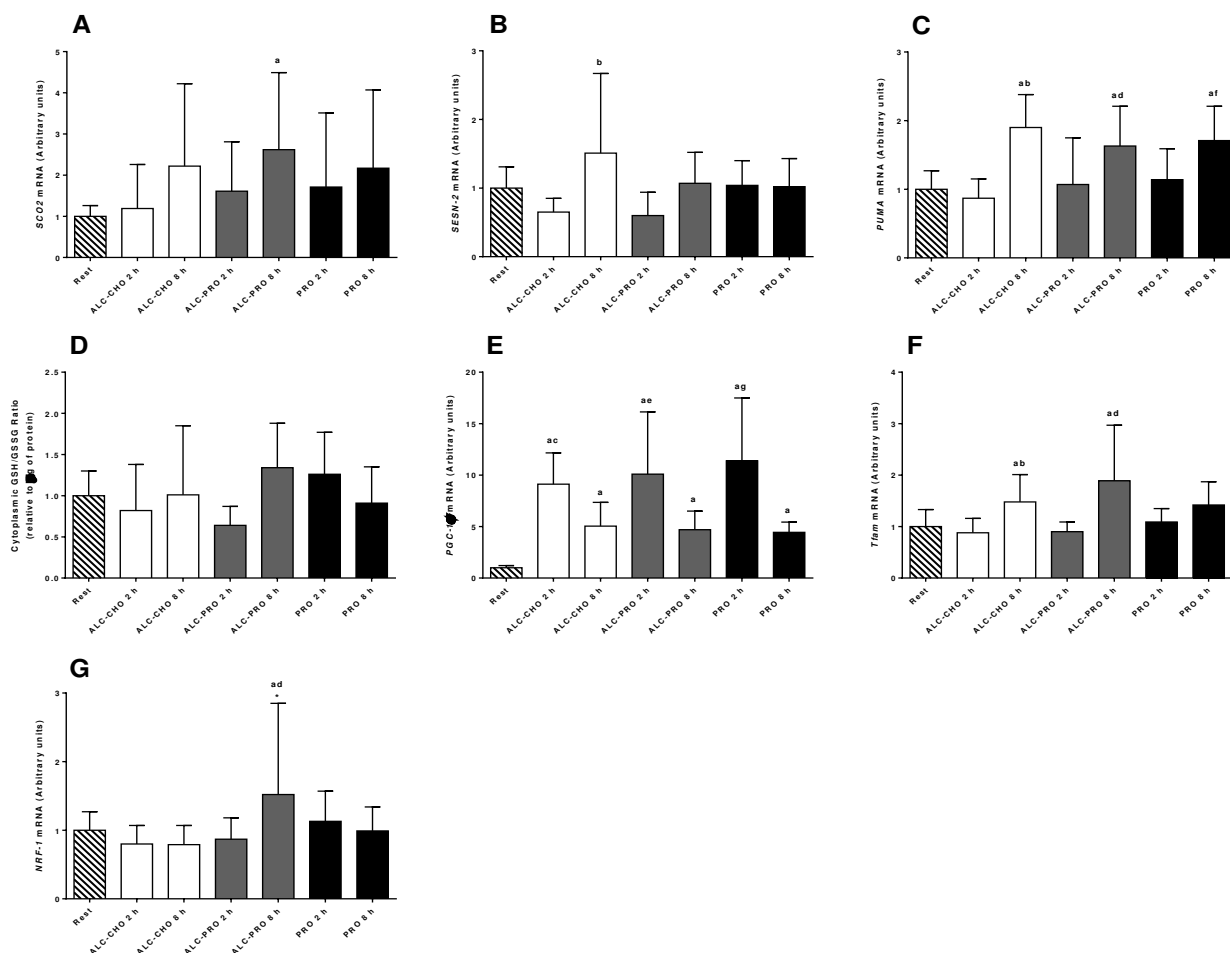 A
SCO2 mRNA (Arbitrary units)
5
4
3
2
1
0
a
Rest
ALC-CHO 2 h
ALC-CHO 8 h
ALC-PRO 2 h
ALC-PRO 8 h
PRO 2 h
PRO 8 h
B
SESN-2 mRNA (Arbitrary units)
3
2
1
0
b
Rest
ALC-CHO 2 h
ALC-CHO 8 h
ALC-PRO 2 h
ALC-PRO 8 h
PRO 2 h
PRO 8 h
C
PUMA mRNA (Arbitrary units)
3
2
1
0
ab
ad
af
Rest
ALC-CHO 2 h
ALC-CHO 8 h
ALC-PRO 2 h
ALC-PRO 8 h
PRO 2 h
PRO 8 h
D
Cytoplasmic GSH/GSSG Ratio
(relative to g of protein)
2.5
2.0
1.5
1.0
0.5
0.0
Rest
ALC-CHO 2 h
ALC-CHO 8 h
ALC-PRO 2 h
ALC-PRO 8 h
PRO 2 h
PRO 8 h
E
PGC-1 mRNA (Arbitrary units)
20
15
10
5
0
ac
a
ae
a
ag
a
Rest
ALC-CHO 2 h
ALC-CHO 8 h
ALC-PRO 2 h
ALC-PRO 8 h
PRO 2 h
PRO 8 h
F
Tfam mRNA (Arbitrary units)
4
3
2
1
0
ab
ad
Rest
ALC-CHO 2 h
ALC-CHO 8 h
ALC-PRO 2 h
ALC-PRO 8 h
PRO 2 h
PRO 8 h
G
NRF-1 mRNA (Arbitrary units)
3
2
1
0
ad
*
Rest
ALC-CHO 2 h
ALC-CHO 8 h
ALC-PRO 2 h
ALC-PRO 8 h
PRO 2 h
PRO 8 h